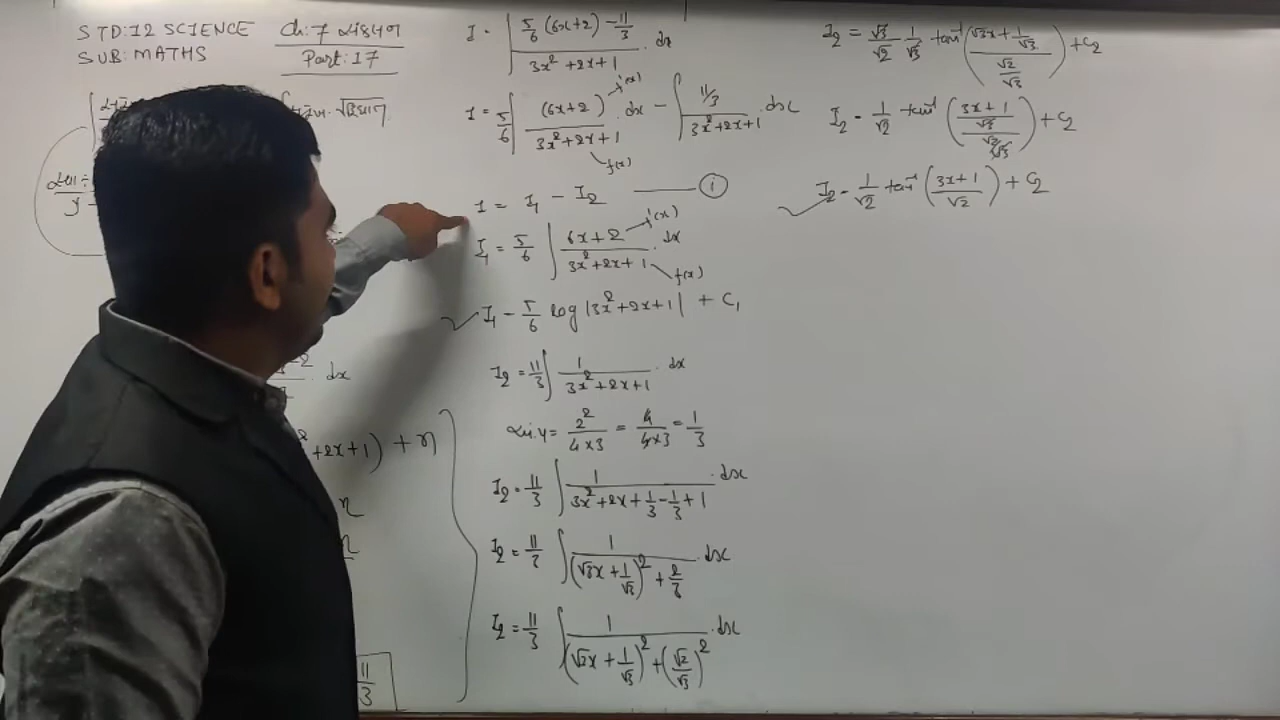 STD:12 SCIENCE
SUB: MATHS
Ch:7 સંકલન
Part:17
dx
+2x+1) + η
η
11/3
I = ∫ (5/6 (6x+2) - 11/3)/(3x²+2x+1) . dx
I = 5/6 ∫ (6x+2)/(3x²+2x+1) . dx - ∫ (11/3)/(3x²+2x+1) . dx
f'(x)
f(x)
I = I₁ - I₂ —— (i)
I₁ = 5/6 ∫ (6x+2)/(3x²+2x+1) . dx
f'(x)
f(x)
I₁ = 5/6 log |3x²+2x+1| + C₁
I₂ = 11/3 ∫ 1/(3x²+2x+1) . dx
= 2²/(4×3) = 4/(4×3) = 1/3
I₂ = 11/3 ∫ 1/(3x²+2x+1/3-1/3+1) . dx
I₂ = 11/3 ∫ 1/((√3x+1/√3)²+2/3) . dx
I₂ = 11/3 ∫ 1/((√2x+1/√3)²+(√2/√3)²) . dx
I₂ = √3/√2 1/√3 tan⁻¹((√3x+1/√3)/(√2/√3)) + C₂
I₂ = 1/√2 tan⁻¹(((3x+1)/√3)/(√2/√3)) + C₂
I₂ = 1/√2 tan⁻¹((3x+1)/√2) + C₂